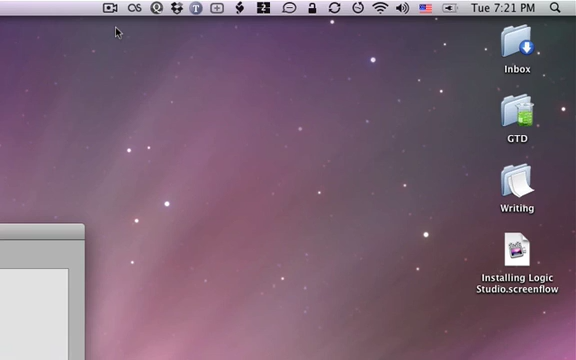 Tue 7:21 PM
Inbox
GTD
Writing
Installing Logic
Studio.screenflow